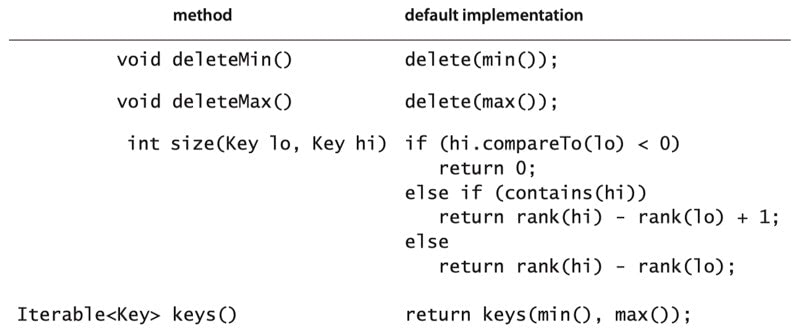 method default implementation
void deleteMin() delete(min());
void deleteMax() delete(max());
int size(Key lo, Key hi) if (hi.compareTo(lo) < 0)
return 0;
else if (contains(hi))
return rank(hi) - rank(lo) + 1;
else
return rank(hi) - rank(lo);
Iterable<Key> keys() return keys(min(), max());